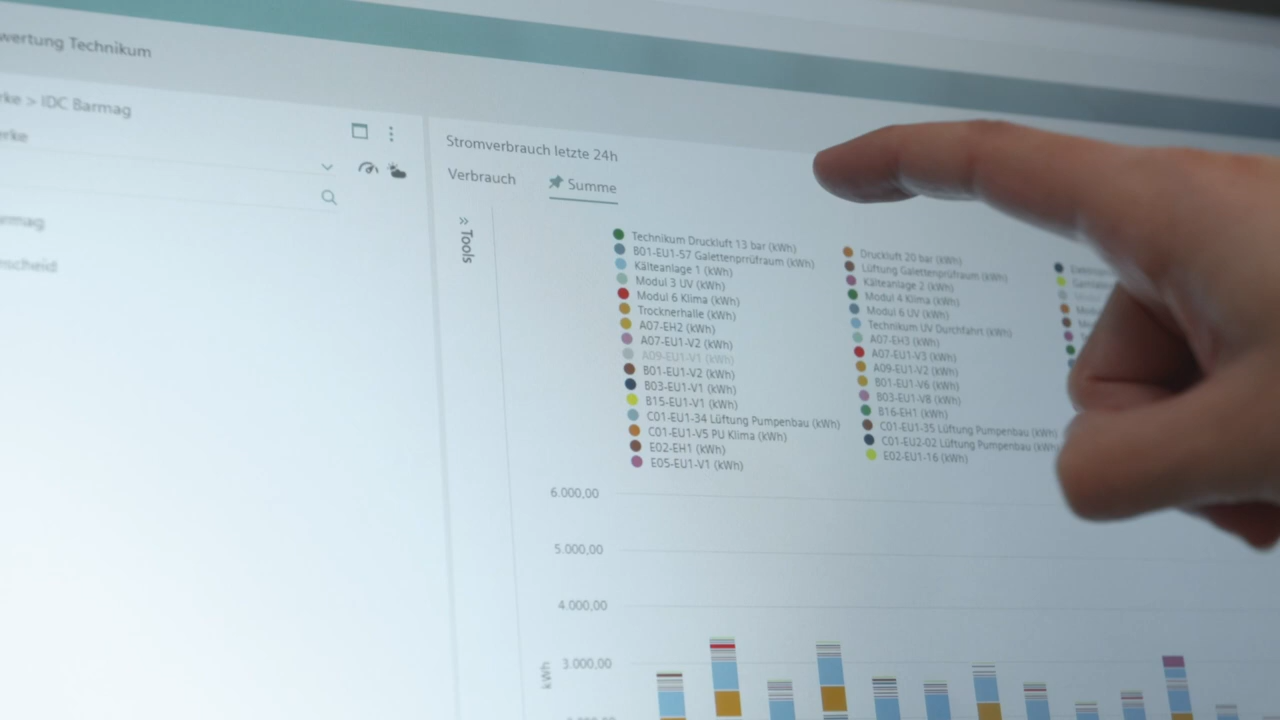 wertung Technikum
rke > IDC Barmag
erke
Stromverbrauch letzte 24h
Verbrauch
Summe
Tools
Technikum Druckluft 13 bar (kWh)
B01-EU1-57 Galettenprrüfraum (kWh)
Kälteanlage 1 (kWh)
Modul 3 UV (kWh)
Modul 6 Klima (kWh)
Trocknerhalle (kWh)
A07-EH2 (kWh)
A07-EU1-V2 (kWh)
A09-EU1-V1 (kWh)
B01-EU1-V2 (kWh)
B03-EU1-V1 (kWh)
B15-EU1-V1 (kWh)
C01-EU1-34 Lüftung Pumpenbau (kWh)
C01-EU1-V5 PU Klima (kWh)
E02-EH1 (kWh)
E05-EU1-V1 (kWh)
Druckluft 20 bar (kWh)
Lüftung Galettenprüfraum (kWh)
Kälteanlage 2 (kWh)
Modul 4 Klima (kWh)
Modul 6 UV (kWh)
Technikum UV Durchfahrt (kWh)
A07-EH3 (kWh)
A07-EU1-V3 (kWh)
A09-EU1-V2 (kWh)
B01-EU1-V6 (kWh)
B03-EU1-V8 (kWh)
B16-EH1 (kWh)
C01-EU1-35 Lüftung Pumpenbau (kWh)
C01-EU2-02 Lüftung Pumpenbau (kWh)
E02-EU1-16 (kWh)
6.000,00
5.000,00
4.000,00
3.000,00
kWh